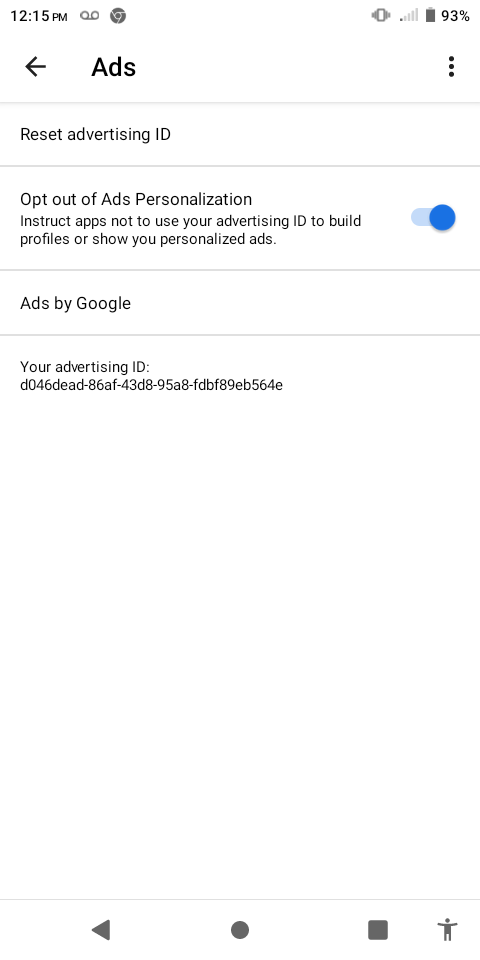 12:15 PM 93%
Ads
Reset advertising ID
Opt out of Ads Personalization
Instruct apps not to use your advertising ID to build
profiles or show you personalized ads.
Ads by Google
Your advertising ID:
d046dead-86af-43d8-95a8-fdbf89eb564e